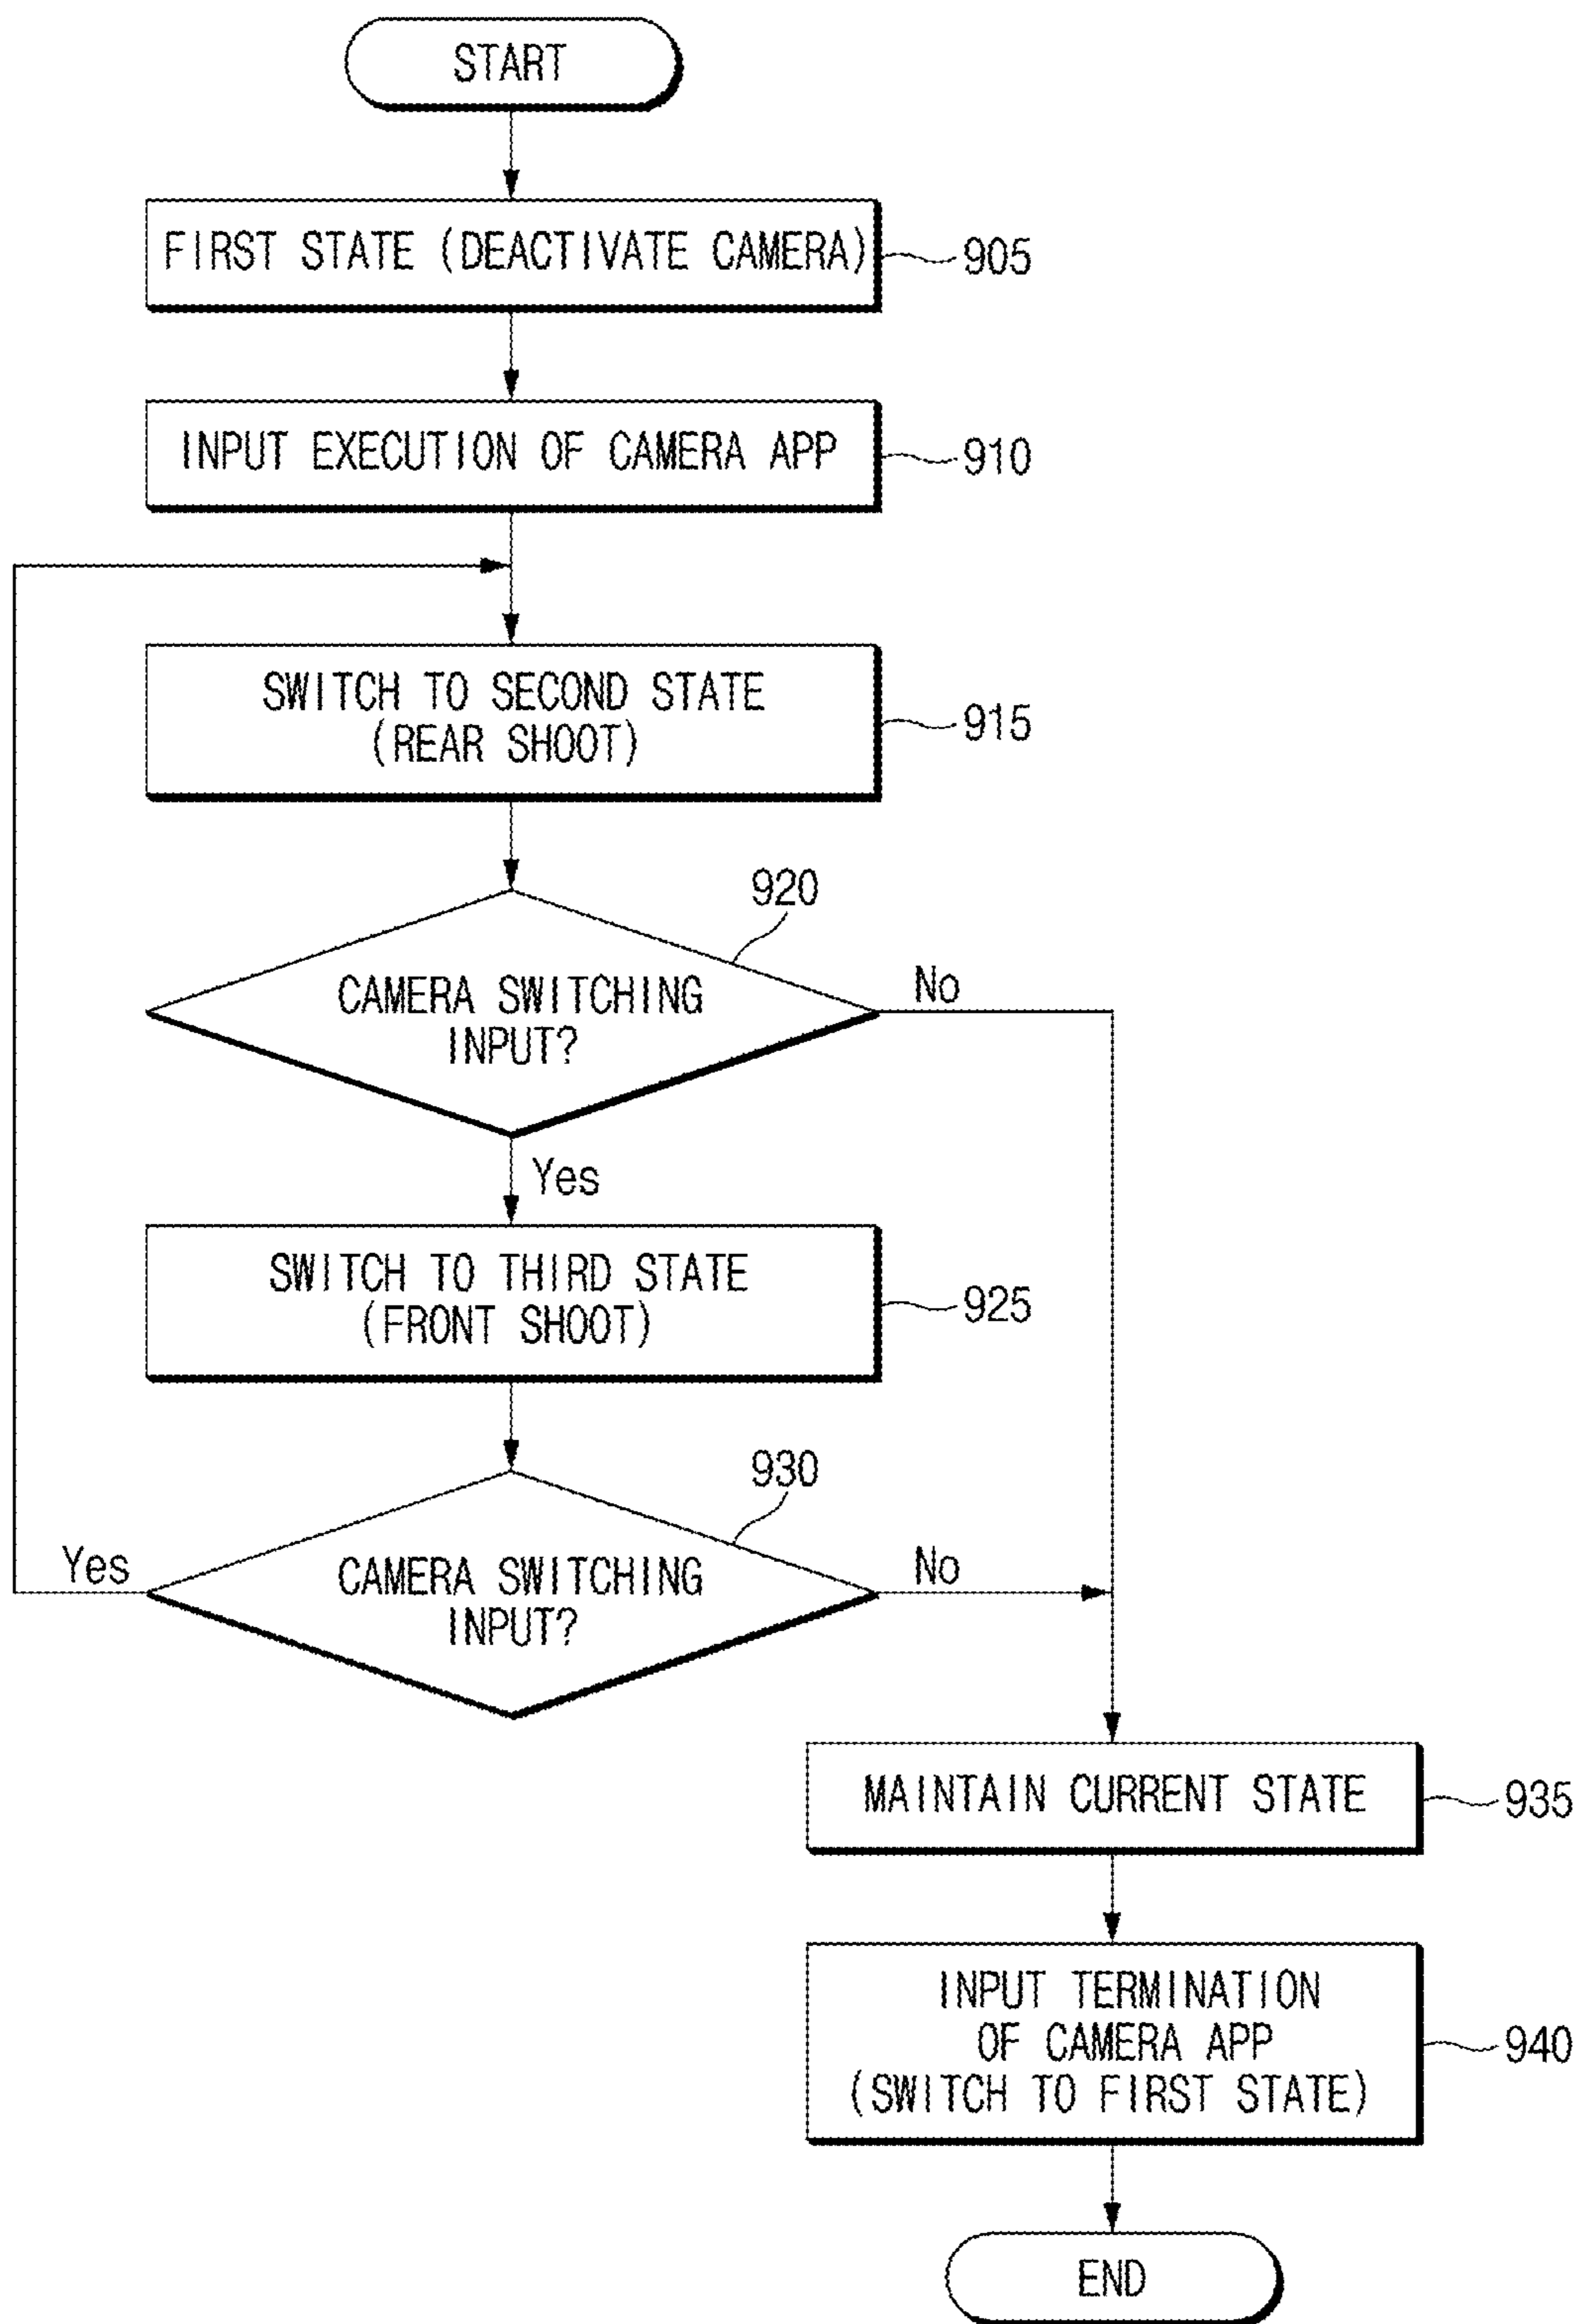 START
FIRST STATE (DEACTIVATE CAMERA)
905
INPUT EXECUTION OF CAMERA APP
910
SWITCH TO SECOND STATE
(REAR SHOOT)
915
920
CAMERA SWITCHING
INPUT?
No
Yes
SWITCH TO THIRD STATE
(FRONT SHOOT)
925
930
Yes
CAMERA SWITCHING
INPUT?
No
MAINTAIN CURRENT STATE
935
INPUT TERMINATION
OF CAMERA APP
(SWITCH TO FIRST STATE)
940
END